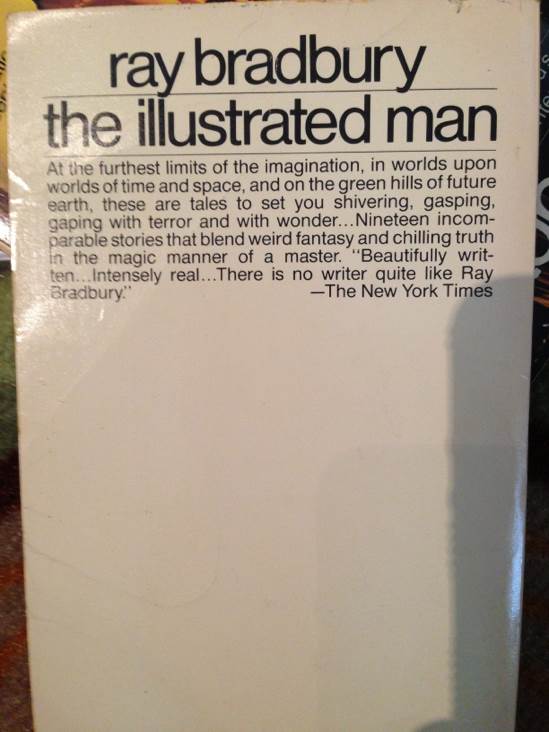 ray bradbury
the illustrated man
At the furthest limits of the imagination, in worlds upon
worlds of time and space, and on the green hills of future
earth, these are tales to set you shivering, gasping,
gaping with terror and with wonder...Nineteen incom-
parable stories that blend weird fantasy and chilling truth
in the magic manner of a master. "Beautifully writ-
ten...Intensely real...There is no writer quite like Ray
Bradbury." —The New York Times